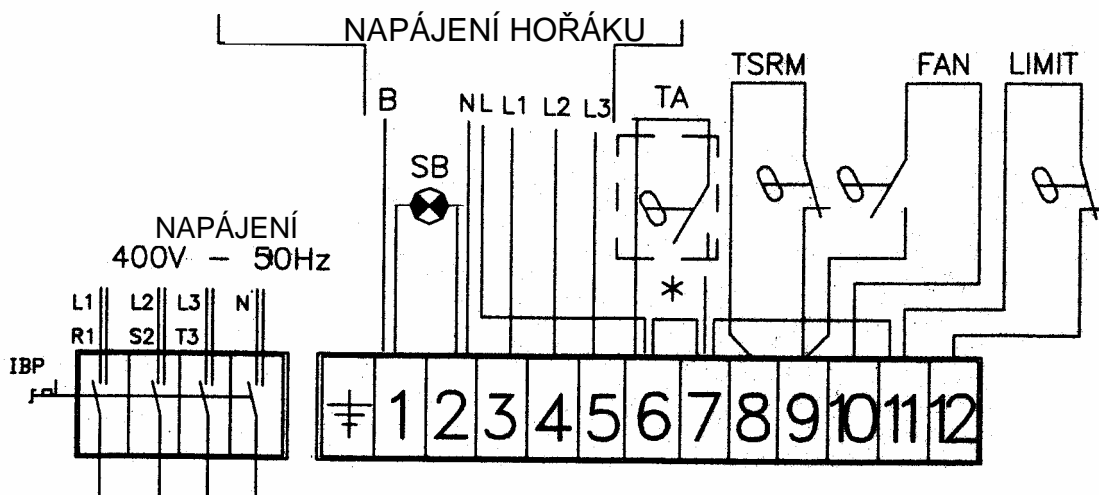 NAPÁJENÍ HOŘÁKU
TSRM FAN LIMIT
B N L L1 L2 L3 TA
SB
NAPÁJENÍ
400V - 50Hz
*
L1 L2 L3 N
R1 S2 T3
IBP
1 2 3 4 5 6 7 8 9 10 11 12